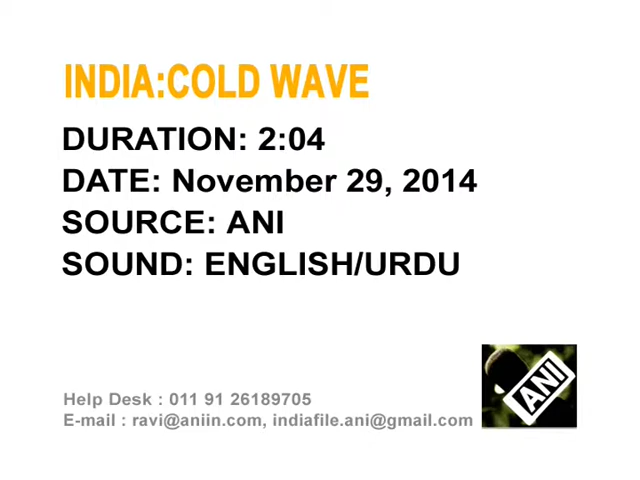 INDIA:COLD WAVE
DURATION: 2:04
DATE: November 29, 2014
SOURCE: ANI
SOUND: ENGLISH/URDU
Help Desk : 011 91 26189705
E-mail : ravi@aniin.com, indiafile.ani@gmail.com
ANI